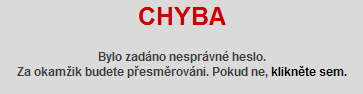 CHYBA
Bylo zadáno nesprávné heslo.
Za okamžik budete přesměrováni. Pokud ne, klikněte sem.